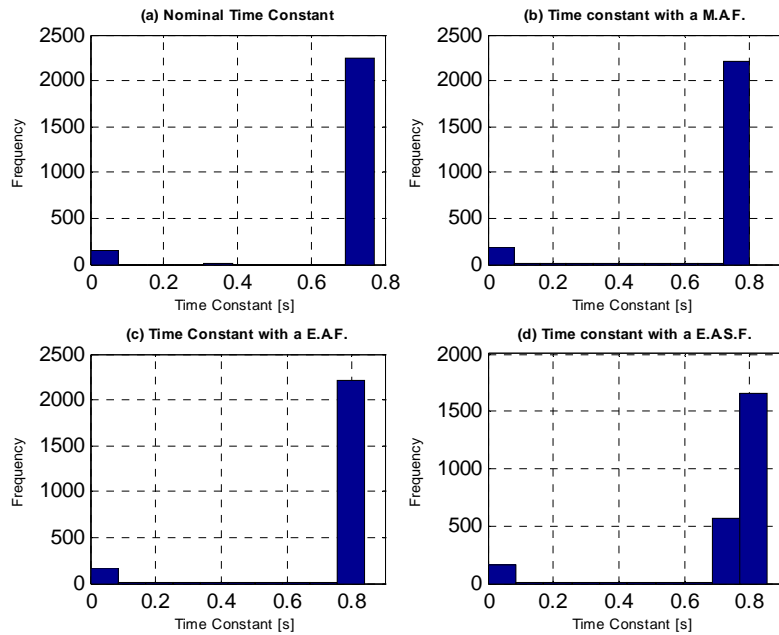 (a) Nominal Time Constant
2500
2000
1500
1000
500
0
Frequency
0 0.2 0.4 0.6 0.8
Time Constant [s]
(b) Time constant with a M.A.F.
2500
2000
1500
1000
500
0
Frequency
0 0.2 0.4 0.6 0.8
Time Constant [s]
(c) Time Constant with a E.A.F.
2500
2000
1500
1000
500
0
Frequency
0 0.2 0.4 0.6 0.8
Time Constant [s]
(d) Time constant with a E.A.S.F.
2000
1500
1000
500
0
Frequency
0 0.2 0.4 0.6 0.8
Time Constant [s]